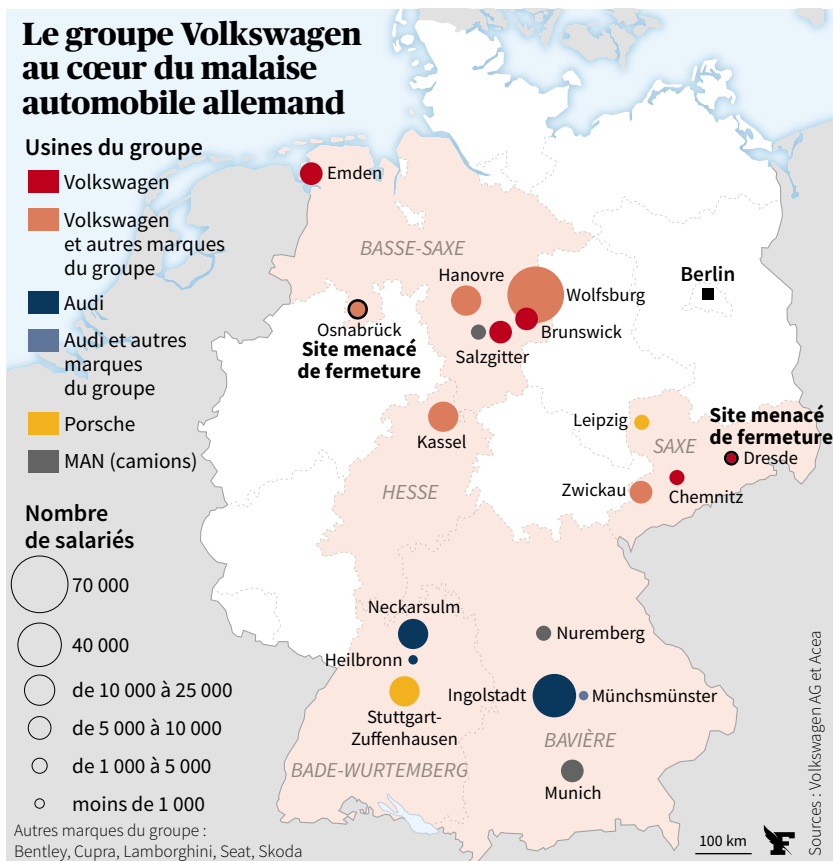 Le groupe Volkswagen
au cœur du malaise
automobile allemand
Usines du groupe
Volkswagen
Volkswagen
et autres marques
du groupe
Audi
Audi et autres
marques
du groupe
Porsche
MAN (camions)
Nombre
de salariés
70 000
40 000
de 10 000 à 25 000
de 5 000 à 10 000
de 1 000 à 5 000
moins de 1 000
Autres marques du groupe :
Bentley, Cupra, Lamborghini, Seat, Skoda
Emden
BASSE-SAXE
Hanovre
Wolfsburg
Berlin
Osnabrück
Site menacé
de fermeture
Brunswick
Salzgitter
Kassel
HESSE
Leipzig
SAXE
Site menacé
de fermeture
Dresde
Zwickau
Chemnitz
Neckarsulm
Heilbronn
Stuttgart-
Zuffenhausen
BADE-WURTEMBERG
Nuremberg
Ingolstadt
Münchsmünster
BAVIÈRE
Munich
100 km
F
Sources : Volkswagen AG et Acea